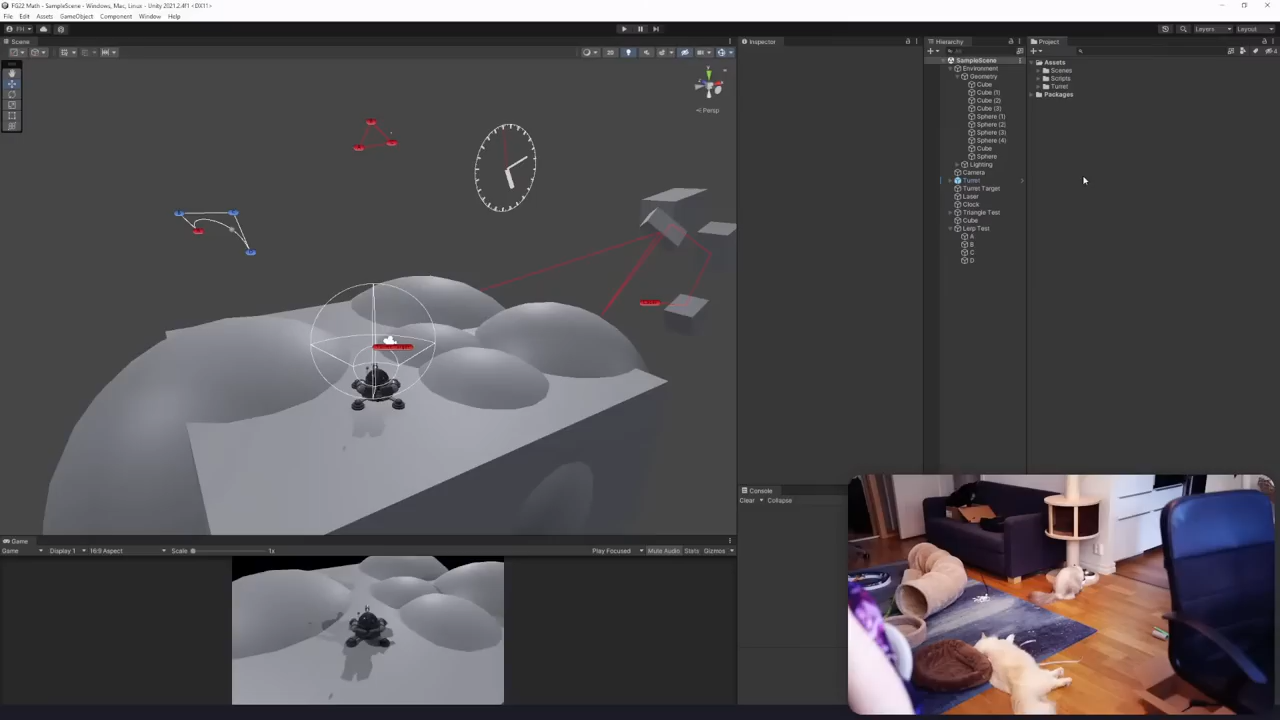 FG22 Math - SampleScene - Windows, Mac, Linux - Unity 2021.2.4f1 <DX11>
File Edit Assets GameObject Component Window Help
FH
Layers
Layout
Scene
Inspector
Hierarchy
Project
All
2D
Persp
SampleScene
Environment
Geometry
Cube
Cube (1)
Cube (2)
Cube (3)
Sphere (1)
Sphere (2)
Sphere (3)
Sphere (4)
Cube
Sphere
Lighting
Camera
Turret
Turret Target
Laser
Clock
Triangle Test
Cube
Lerp Test
A
B
C
D
Assets
Scenes
Scripts
Turret
Packages
Console
Clear
Collapse
Game
Game
Display 1
16:9 Aspect
Scale
1x
Play Focused
Mute Audio
Stats
Gizmos